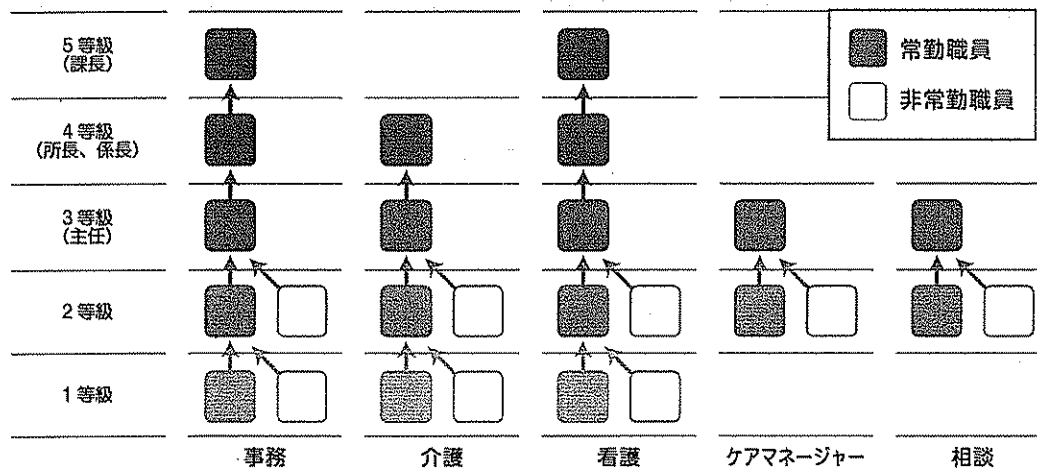 5等級
(課長)
常勤職員
非常勤職員
4等級
(所長、係長)
3等級
(主任)
2等級
1等級
事務
介護
看護
ケアマネージャー
相談